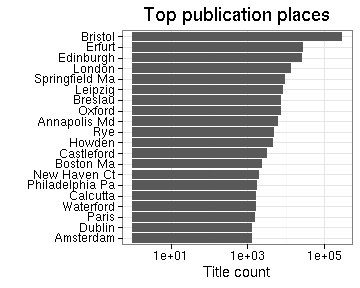 Top publication places
Bristol
Erfurt
Edinburgh
London
Springfield Ma
Leipzig
Breslau
Oxford
Annapolis Md
Rye
Howden
Castleford
Boston Ma
New Haven Ct
Philadelphia Pa
Calcutta
Waterford
Paris
Dublin
Amsterdam
1e+01 1e+03 1e+05
Title count